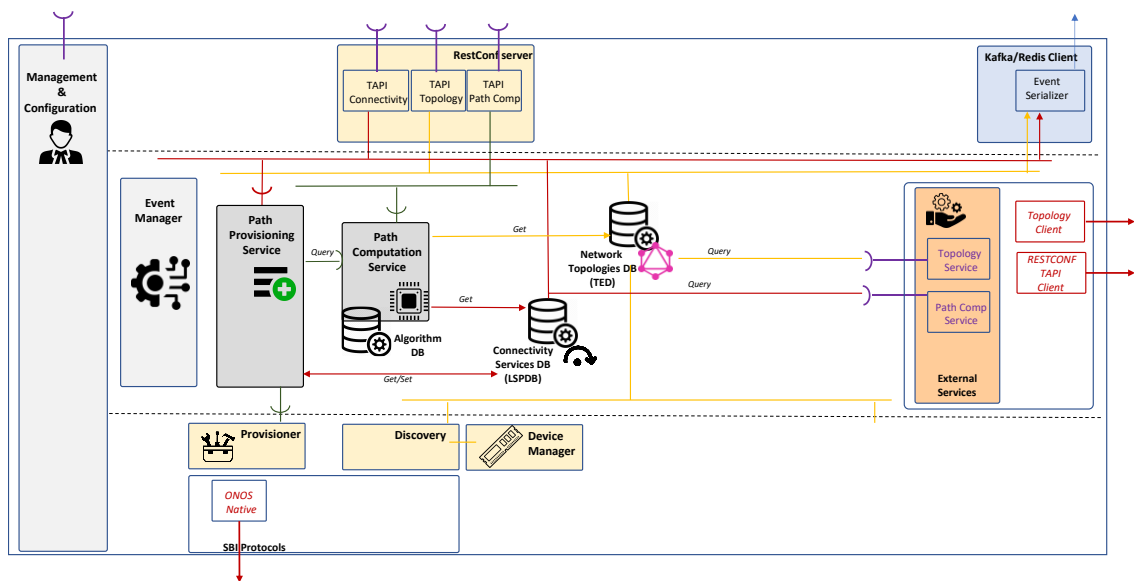 Management
&
Configuration
RestConf server
TAPI
Connectivity
TAPI
Topology
TAPI
Path Comp
Kafka/Redis Client
Event
Serializer
Event
Manager
Path
Provisioning
Service
Query
Path
Computation
Service
Algorithm
DB
Get
Get
Get/Set
Network
Topologies DB
(TED)
Connectivity
Services DB
(LSPDB)
Query
Query
Topology
Service
Path Comp
Service
External
Services
Topology
Client
RESTCONF
TAPI
Client
Provisioner
Discovery
Device
Manager
ONOS
Native
SBI Protocols